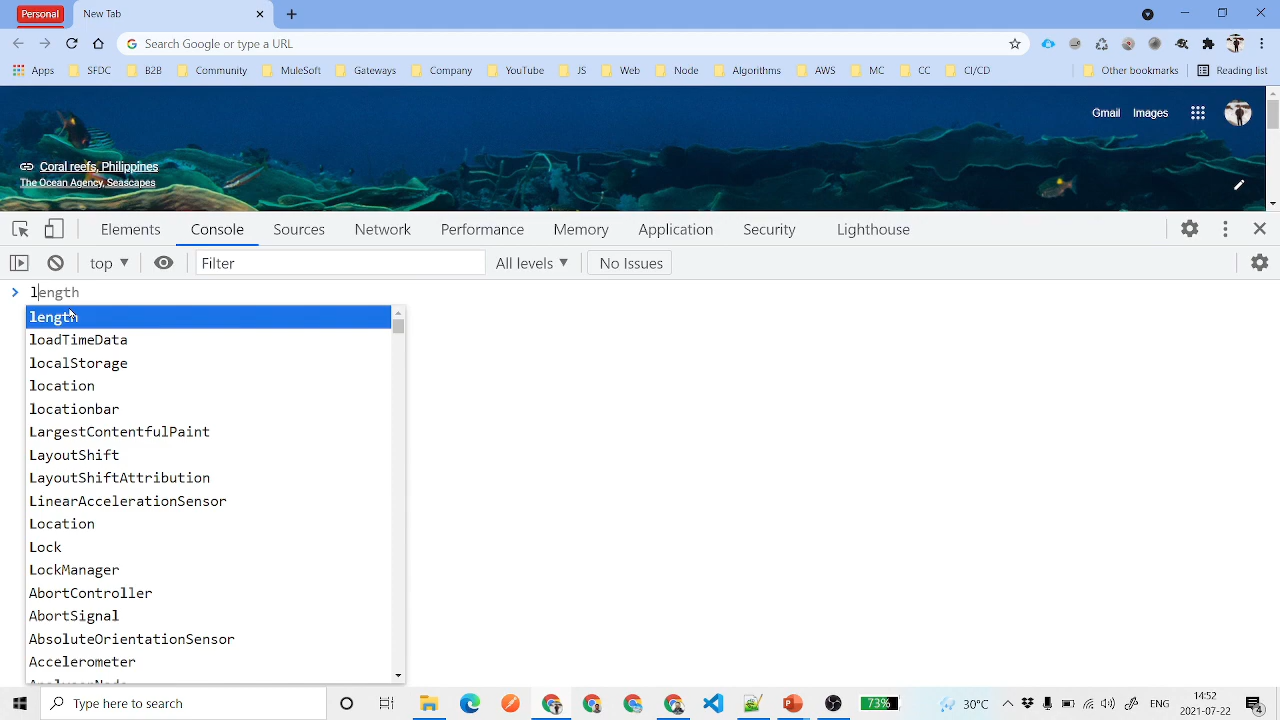 Personal New Tab
Search Google or type a URL
Apps SFDC B2B Community MuleSoft Gateways Company YouTube JS Web Node Algorithms AWS MC CC CI/CD Other bookmarks Reading list
Gmail Images
Coral reefs, Philippines
The Ocean Agency, Seascapes
Elements Console Sources Network Performance Memory Application Security Lighthouse
top Filter All levels No Issues
length
length
loadTimeData
localStorage
location
locationbar
LargestContentfulPaint
LayoutShift
LayoutShiftAttribution
LinearAccelerationSensor
Location
Lock
LockManager
AbortController
AbortSignal
AbsoluteOrientationSensor
Accelerometer
Type here to search 73% 30°C ENG 14:52
2021-07-22 4